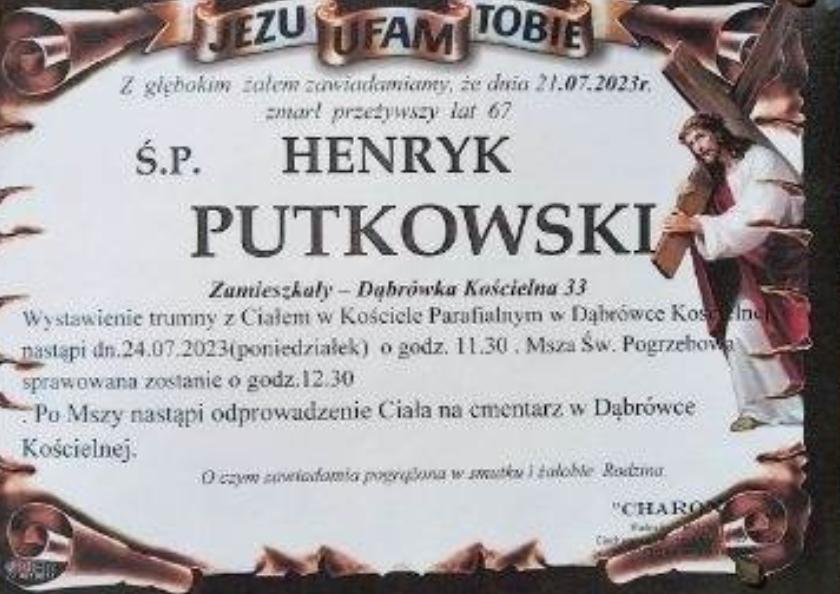 JEZU UFAM TOBIE
Z głębokim żalem zawiadamiamy, że dnia 21.07.2023r.
zmarł przeżywszy lat 67
Ś.P. HENRYK
PUTKOWSKI
Zamieszkały – Dąbrówka Kościelna 33
Wystawienie trumny z Ciałem w Kościele Parafialnym w Dąbrówce Kościelnej
nastąpi dn.24.07.2023(poniedziałek) o godz. 11.30 . Msza Św. Pogrzebowa
sprawowana zostanie o godz.12.30
. Po Mszy nastąpi odprowadzenie Ciała na cmentarz w Dąbrówce
Kościelnej.
O czym zawiadamia pogrążona w smutku i żałobie Rodzina
"CHARON